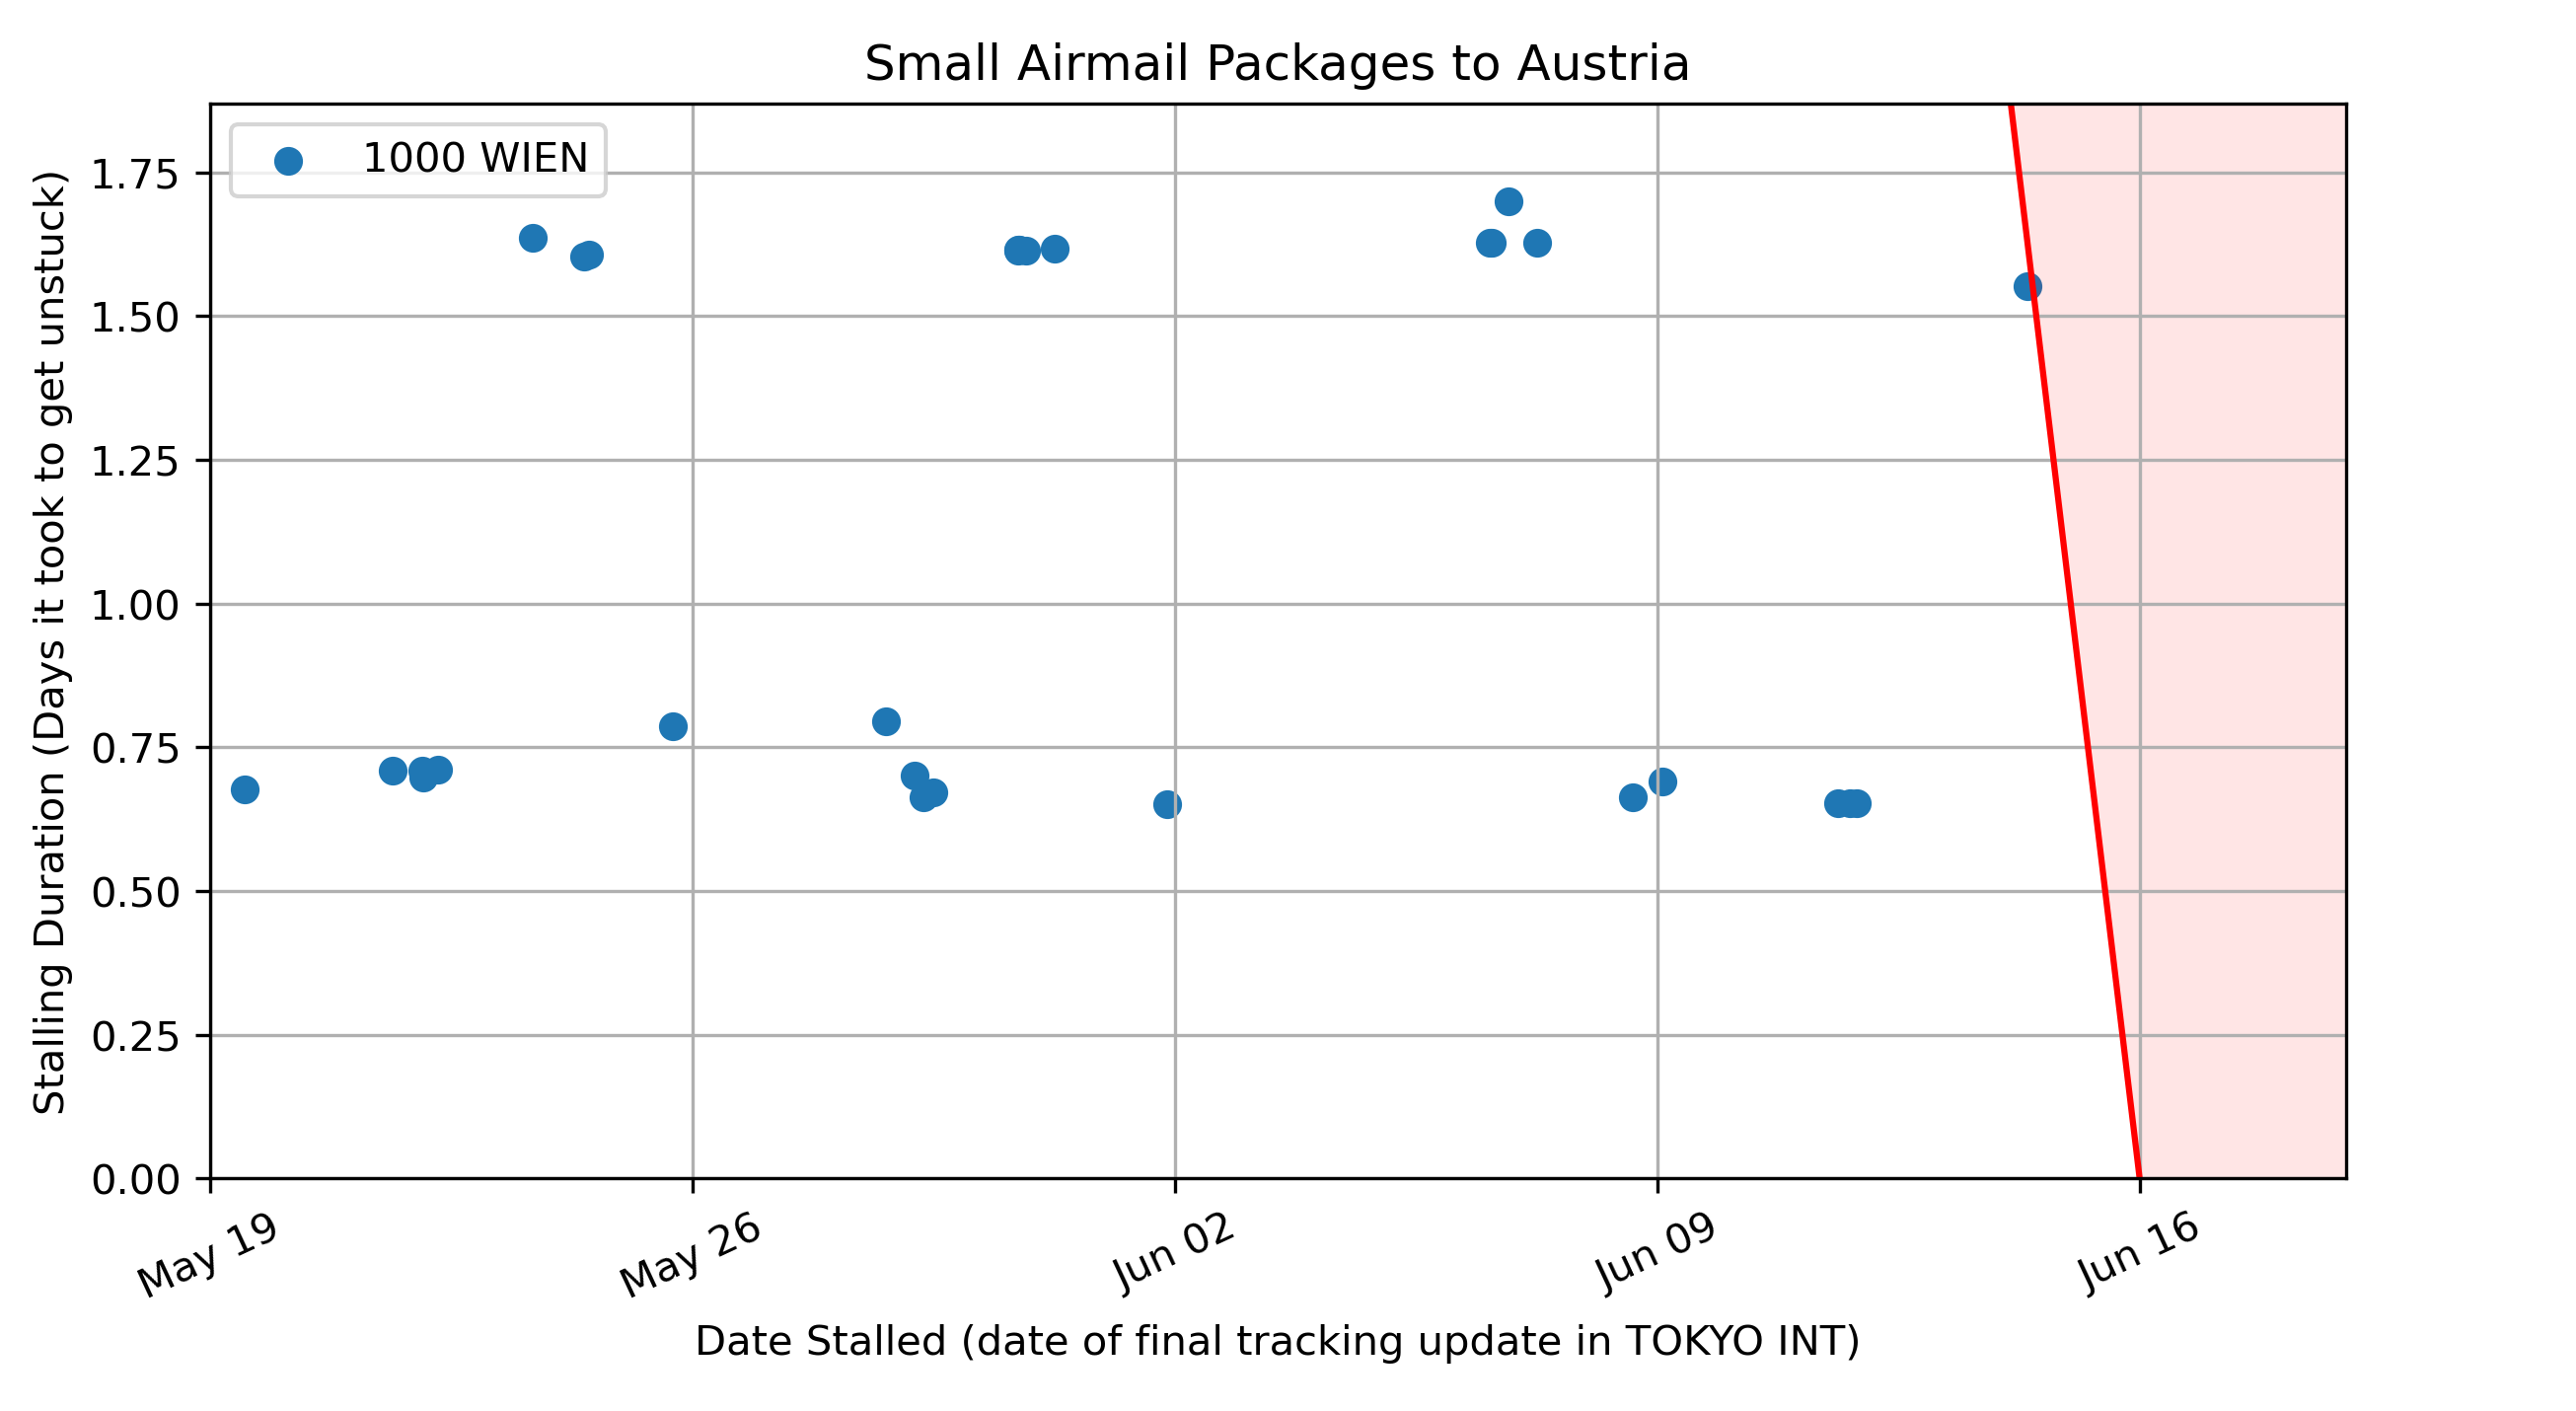 Small Airmail Packages to Austria
1000 WIEN
Stalling Duration (Days it took to get unstuck)
1.75
1.50
1.25
1.00
0.75
0.50
0.25
0.00
May 19
May 26
Jun 02
Jun 09
Jun 16
Date Stalled (date of final tracking update in TOKYO INT)